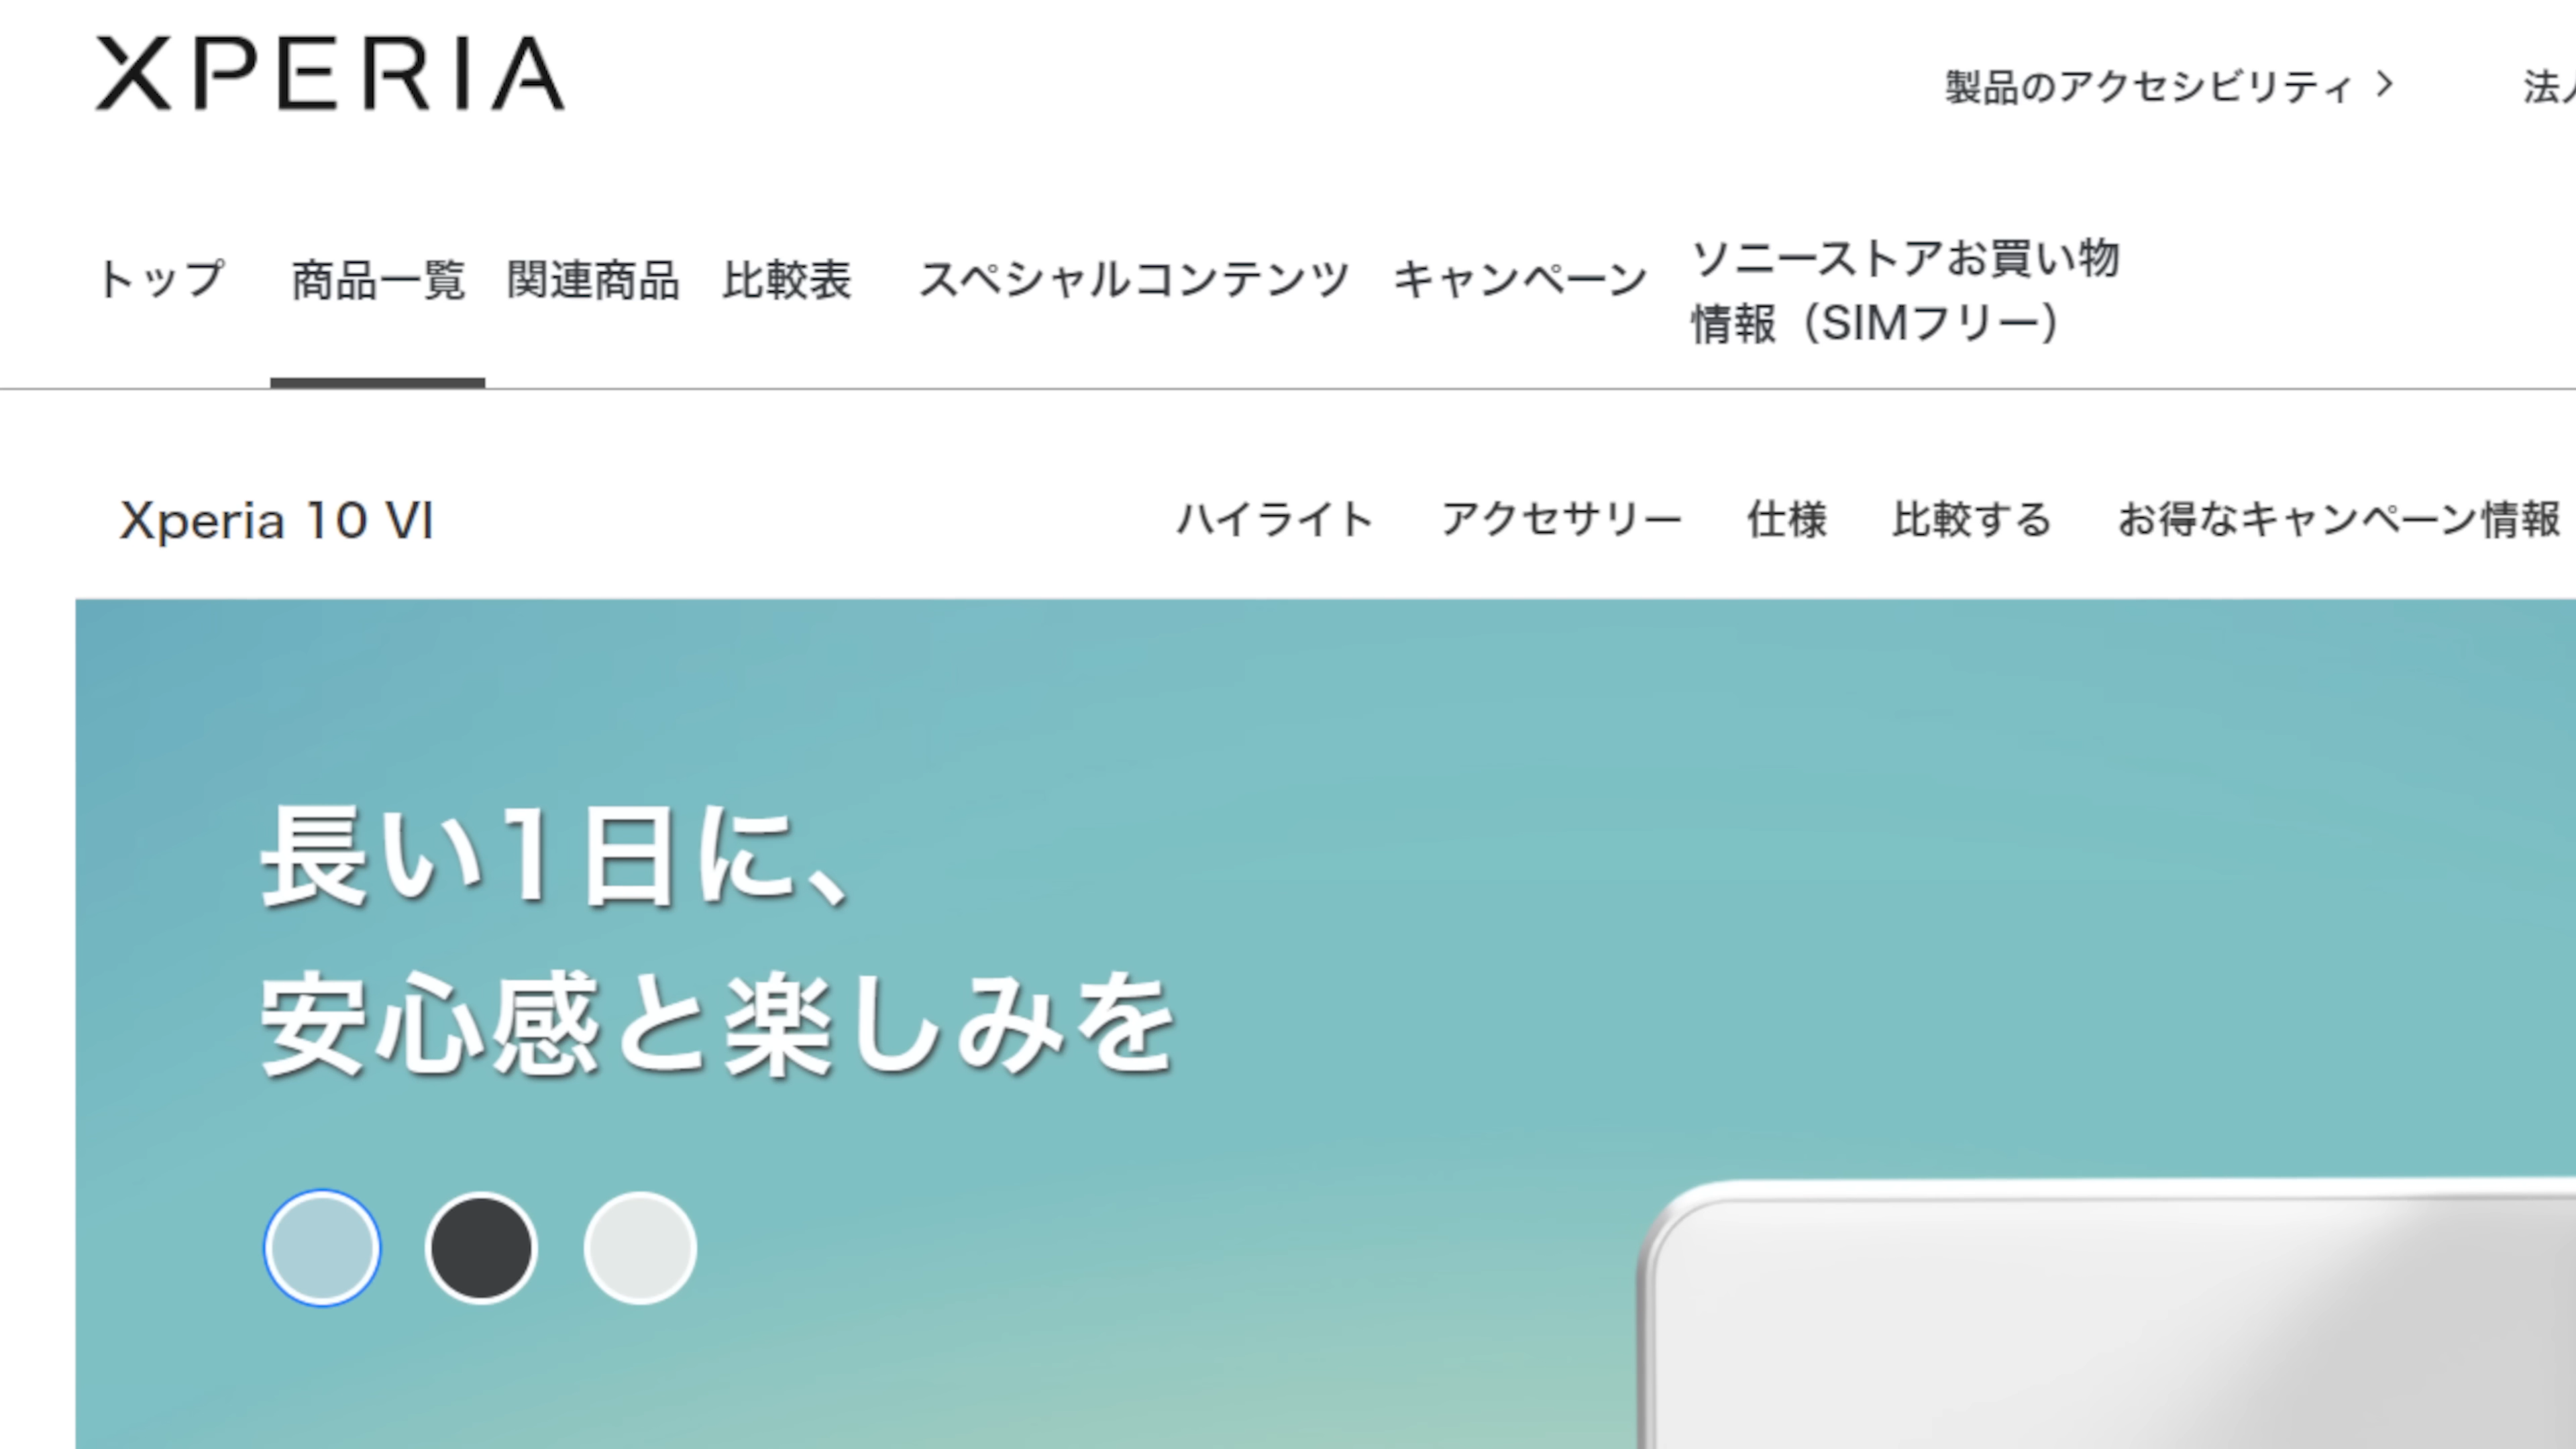 XPERIA
製品のアクセシビリティ
法人
トップ 商品一覧 関連商品 比較表 スペシャルコンテンツ キャンペーン ソニーストアお買い物
情報（SIMフリー）
Xperia 10 VI
ハイライト アクセサリー 仕様 比較する お得なキャンペーン情報
長い1日に、
安心感と楽しみを